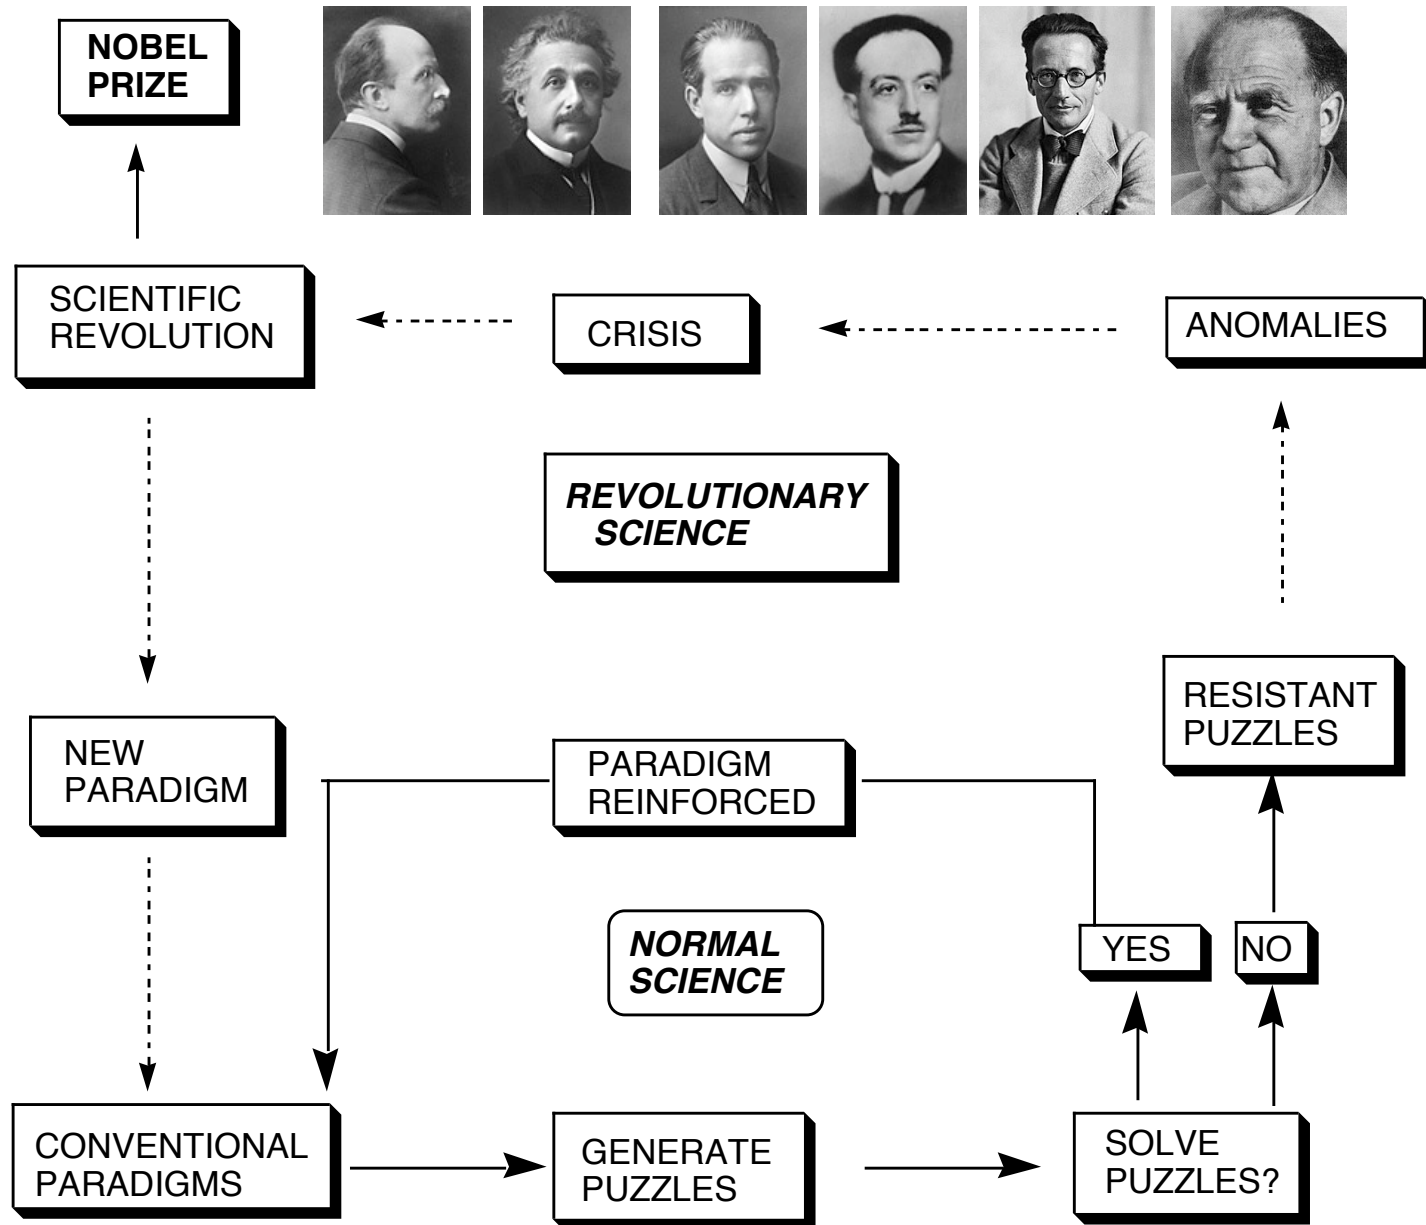 NOBEL
PRIZE
SCIENTIFIC
REVOLUTION
CRISIS
ANOMALIES
REVOLUTIONARY
SCIENCE
RESISTANT
PUZZLES
NEW
PARADIGM
PARADIGM
REINFORCED
NORMAL
SCIENCE
YES
NO
CONVENTIONAL
PARADIGMS
GENERATE
PUZZLES
SOLVE
PUZZLES?